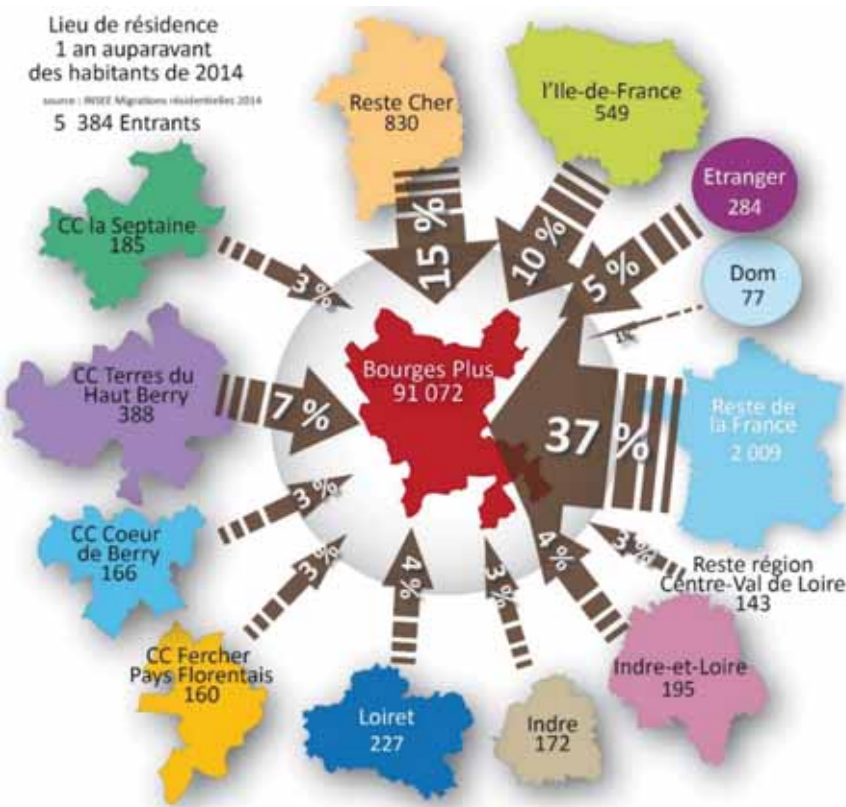 Lieu de résidence
1 an auparavant
des habitants de 2014
source : INSEE Migrations résidentielles 2014
5 384 Entrants
Reste Cher
830
l'Ile-de-France
549
Etranger
284
Dom
77
CC la Septaine
185
3 %
15 %
10 %
5 %
1%
CC Terres du
Haut Berry
388
7 %
Bourges Plus
91 072
37 %
Reste de
la France
2 009
CC Coeur
de Berry
166
3 %
3 %
4 %
3 %
4 %
3 %
Reste région
Centre-Val de Loire
143
CC Fercher
Pays Florentais
160
Loiret
227
Indre
172
Indre-et-Loire
195